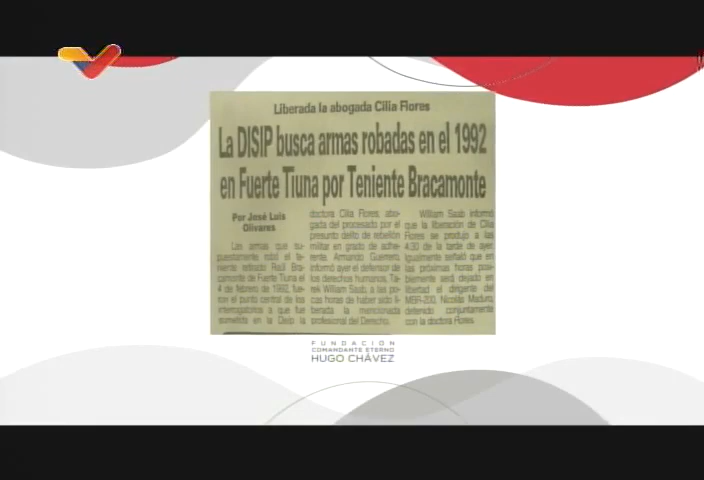 Liberada la abogada Cilia Flores
La DISIP busca armas robadas en el 1992
en Fuerte Tiuna por Teniente Bracamonte
Por José Luis
Olivares
Las armas que su-
puestamente robó el te-
niente retirado Raúl Bra-
camonte de Fuerte Tiuna el
4 de febrero de 1992, fue-
ron el punto central de los
interrogatorios a que fue
sometida en la Disip la
doctora Cilia Flores, abo-
gada del procesado por el
presunto delito de rebelión
militar en grado de adhe-
rente, Armando Guerrero,
informó ayer el defensor de
los derechos humanos, Ta-
rek William Saab, a las po-
cas horas de haber sido li-
berada la mencionada
profesional del Derecho.
William Saab informó
que la liberación de Cilia
Flores se produjo a las
4:30 de la tarde de ayer.
Igualmente señaló que en
las próximas horas posi-
blemente será dejado en
libertad el dirigente del
MBR-200, Nicolás Maduro,
detenido conjuntamente
con la doctora Flores.
FUNDACIÓN
COMANDANTE ETERNO
HUGO CHÁVEZ